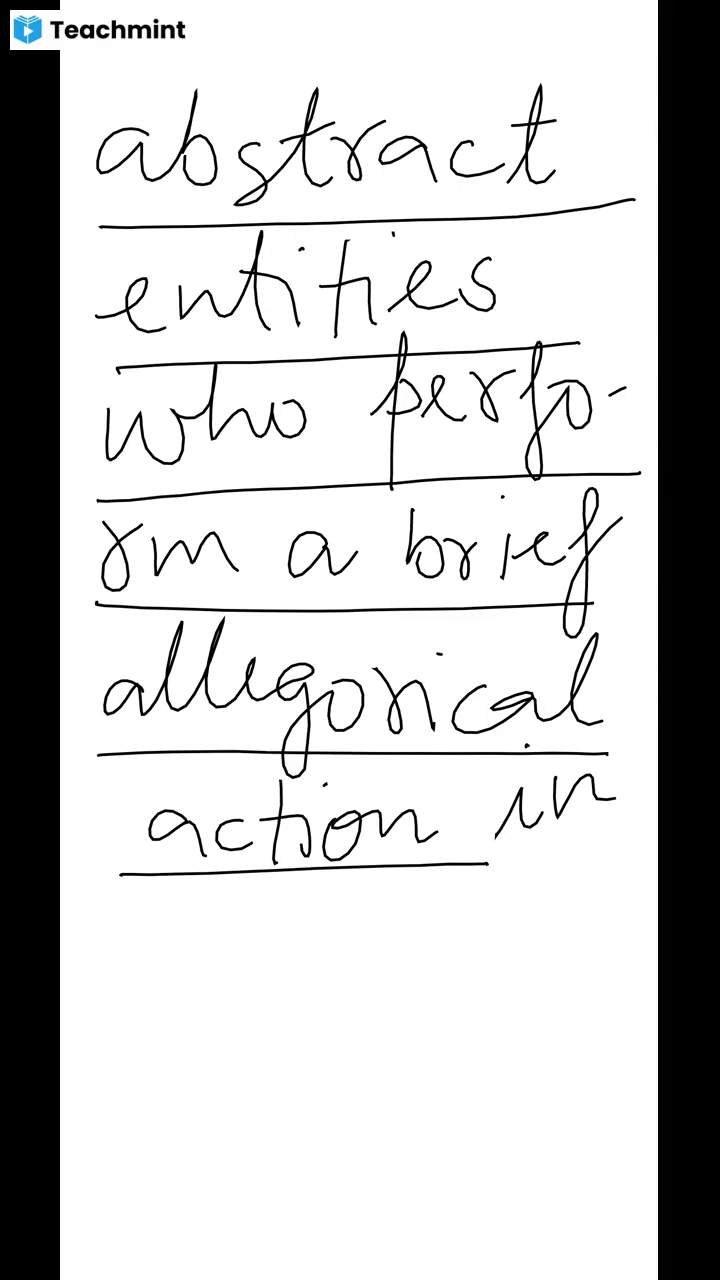 Teachmint
abstract
entities
who perfo-
rm a brief
allegorical
action in